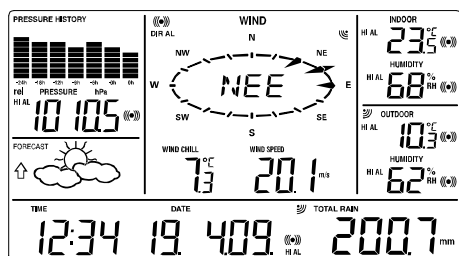 PRESSURE HISTORY
-24h -18h -12h -9h -6h -3h 0h
rel PRESSURE hPa
HI AL 1010.5
FORECAST
WIND
DIR AL
N
NW NE
W NEE E
SW SE
S
WIND CHILL WIND SPEED
7.3 °C 20.1 m/s
INDOOR
HI AL 23.5 °C
HUMIDITY
HI AL 68 % RH
OUTDOOR
HI AL 10.3 °C
HUMIDITY
HI AL 62 % RH
TIME DATE TOTAL RAIN
12:34 19. 4.09. HI AL 200.7 mm